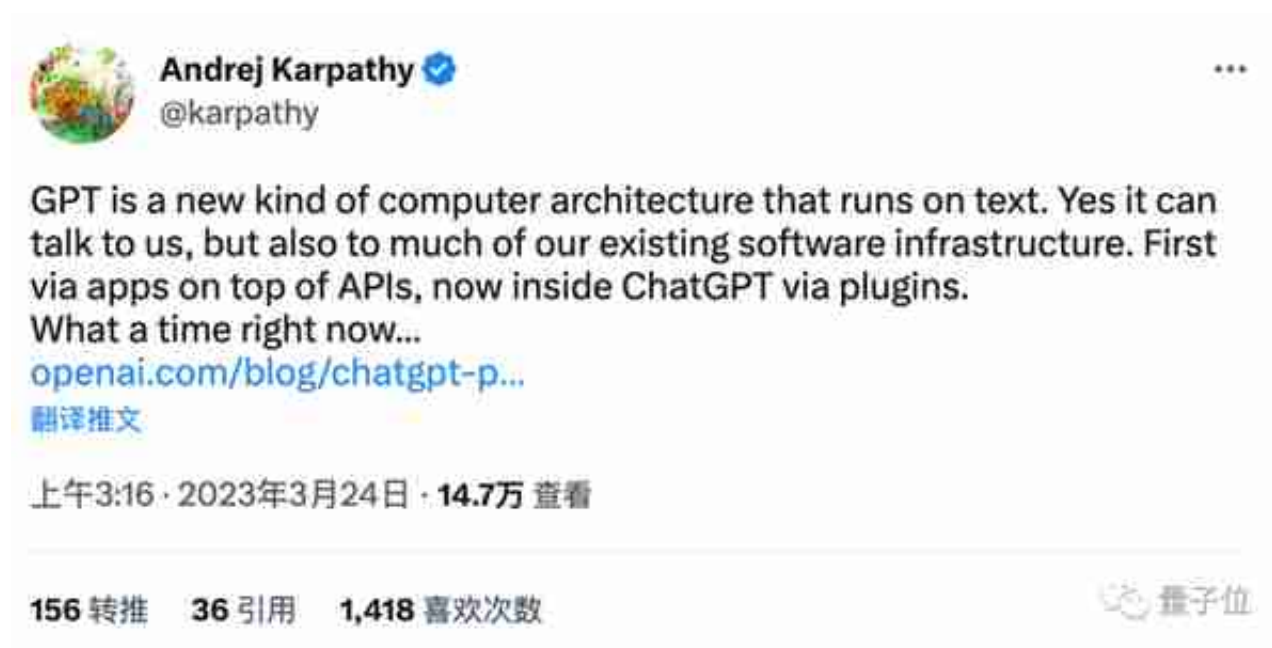 Andrej Karpathy
@karpathy
GPT is a new kind of computer architecture that runs on text. Yes it can
talk to us, but also to much of our existing software infrastructure. First
via apps on top of APIs, now inside ChatGPT via plugins.
What a time right now...
openai.com/blog/chatgpt-p...
翻译推文
上午3:16 · 2023年3月24日 · 14.7万 查看
156 转推 36 引用 1,418 喜欢次数
量子位